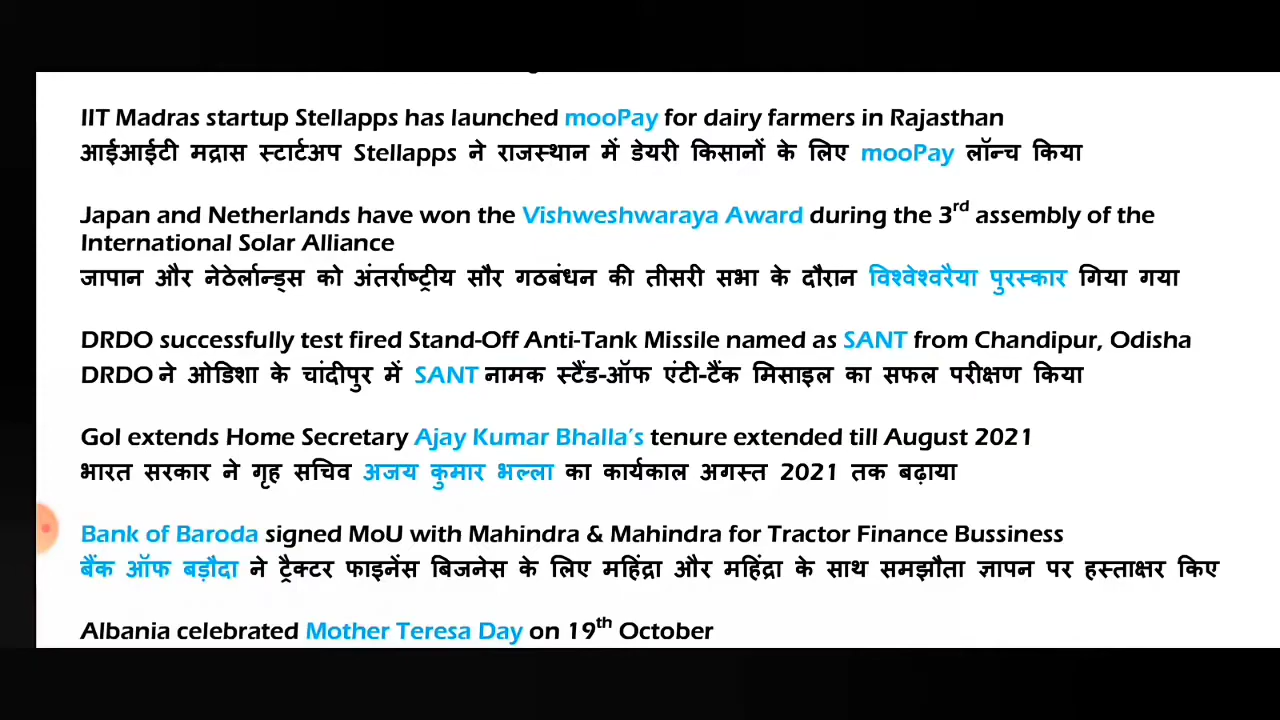 IIT Madras startup Stellapps has launched mooPay for dairy farmers in Rajasthan
आईआईटी मद्रास स्टार्टअप Stellapps ने राजस्थान में डेयरी किसानों के लिए mooPay लॉन्च किया
Japan and Netherlands have won the Vishweshwaraya Award during the 3rd assembly of the
International Solar Alliance
जापान और नेठेर्लान्ड्स को अंतर्राष्ट्रीय सौर गठबंधन की तीसरी सभा के दौरान विश्वेश्वरैया पुरस्कार गिया गया
DRDO successfully test fired Stand-Off Anti-Tank Missile named as SANT from Chandipur, Odisha
DRDO ने ओडिशा के चांदीपुर में SANT नामक स्टैंड-ऑफ एंटी-टैंक मिसाइल का सफल परीक्षण किया
GoI extends Home Secretary Ajay Kumar Bhalla's tenure extended till August 2021
भारत सरकार ने गृह सचिव अजय कुमार भल्ला का कार्यकाल अगस्त 2021 तक बढ़ाया
Bank of Baroda signed MoU with Mahindra & Mahindra for Tractor Finance Bussiness
बैंक ऑफ बड़ौदा ने ट्रैक्टर फाइनेंस बिजनेस के लिए महिंद्रा और महिंद्रा के साथ समझौता ज्ञापन पर हस्ताक्षर किए
Albania celebrated Mother Teresa Day on 19th October